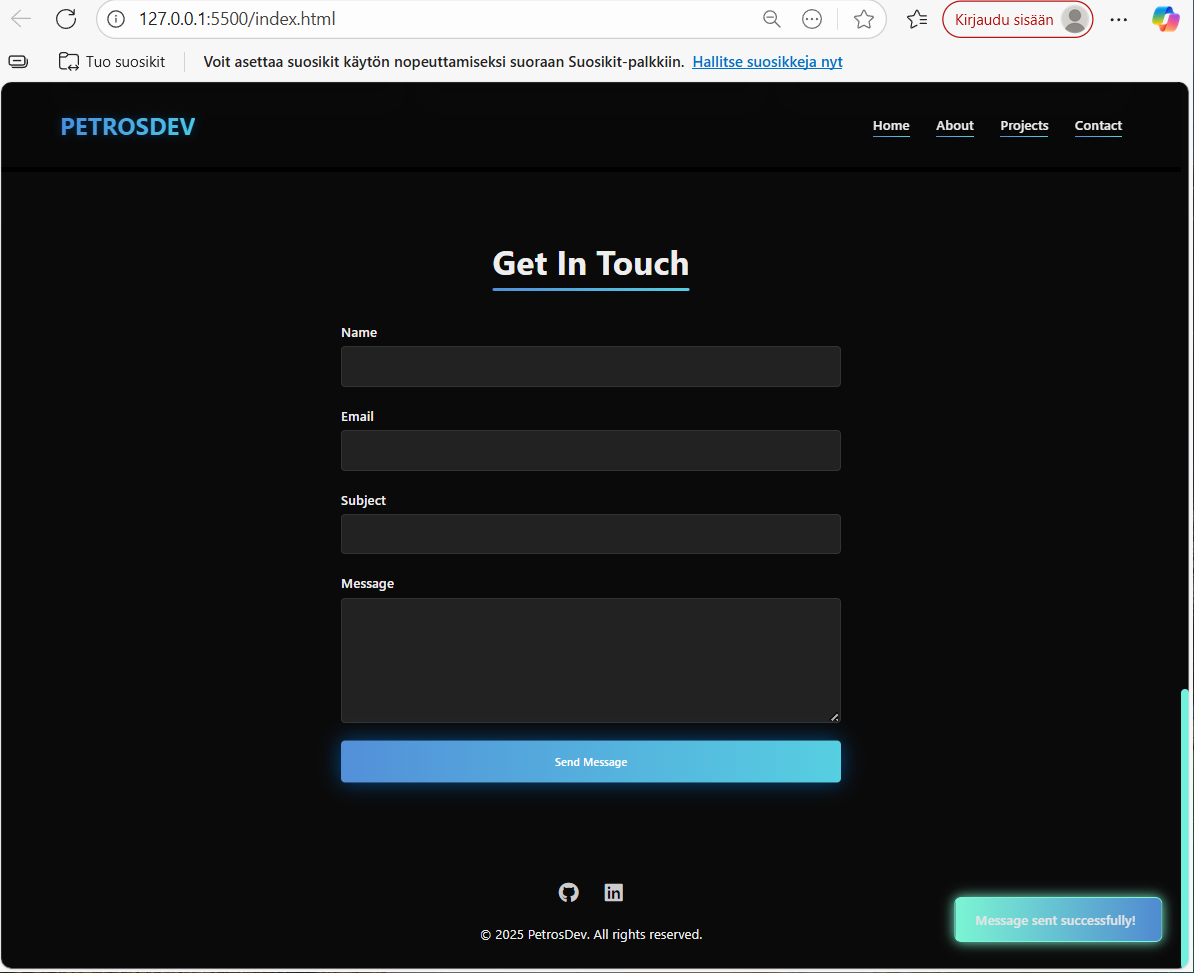 127.0.0.1:5500/index.html
Kirjaudu sisään
Tuo suosikit
Voit asettaa suosikit käytön nopeuttamiseksi suoraan Suosikit-palkkiin. Hallitse suosikkeja nyt
PETROSDEV
Home About Projects Contact
Get In Touch
Name
Email
Subject
Message
Send Message
Message sent successfully!
© 2025 PetrosDev. All rights reserved.